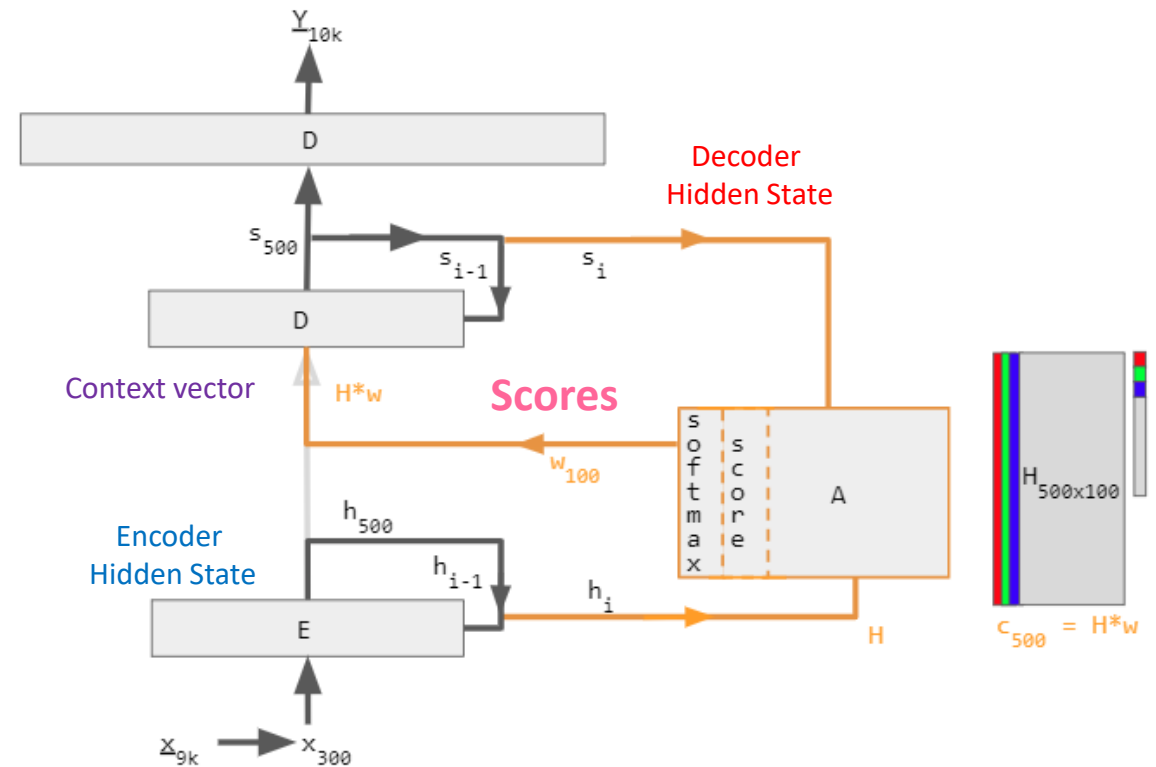 Y10k
D
Decoder
Hidden State
s500
si-1
si
D
Context vector
H*w
Scores
softmax
score
A
w100
H500x100
h500
Encoder
Hidden State
hi-1
hi
E
H
c500 = H*w
x9k
x300